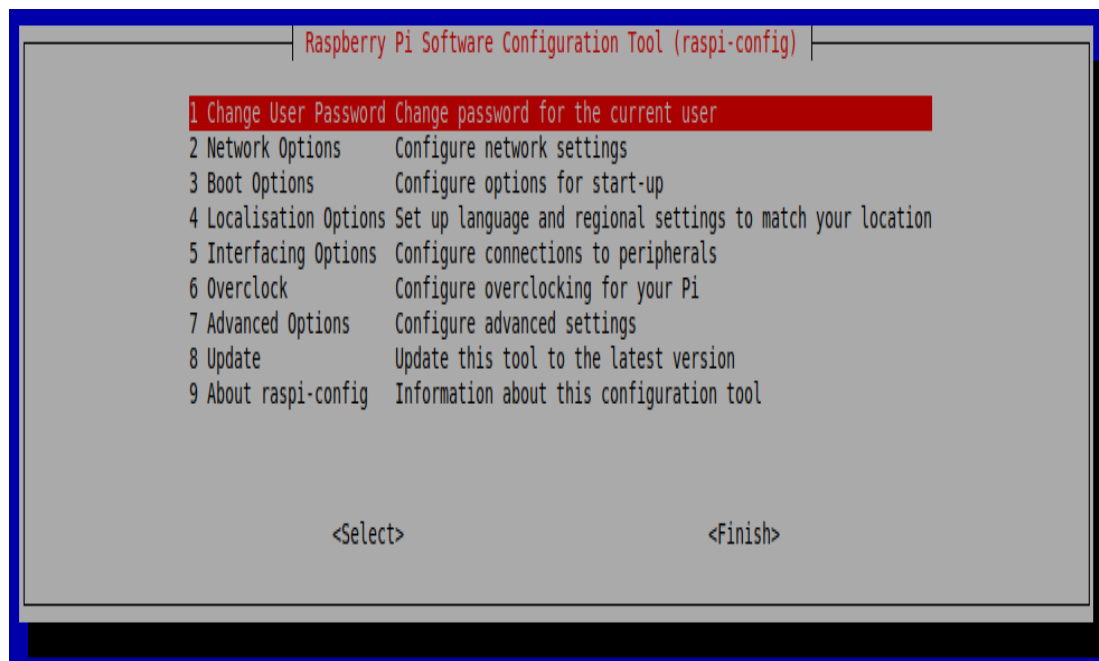 Raspberry Pi Software Configuration Tool (raspi-config)
1 Change User Password Change password for the current user
2 Network Options Configure network settings
3 Boot Options Configure options for start-up
4 Localisation Options Set up language and regional settings to match your location
5 Interfacing Options Configure connections to peripherals
6 Overclock Configure overclocking for your Pi
7 Advanced Options Configure advanced settings
8 Update Update this tool to the latest version
9 About raspi-config Information about this configuration tool
<Select> <Finish>